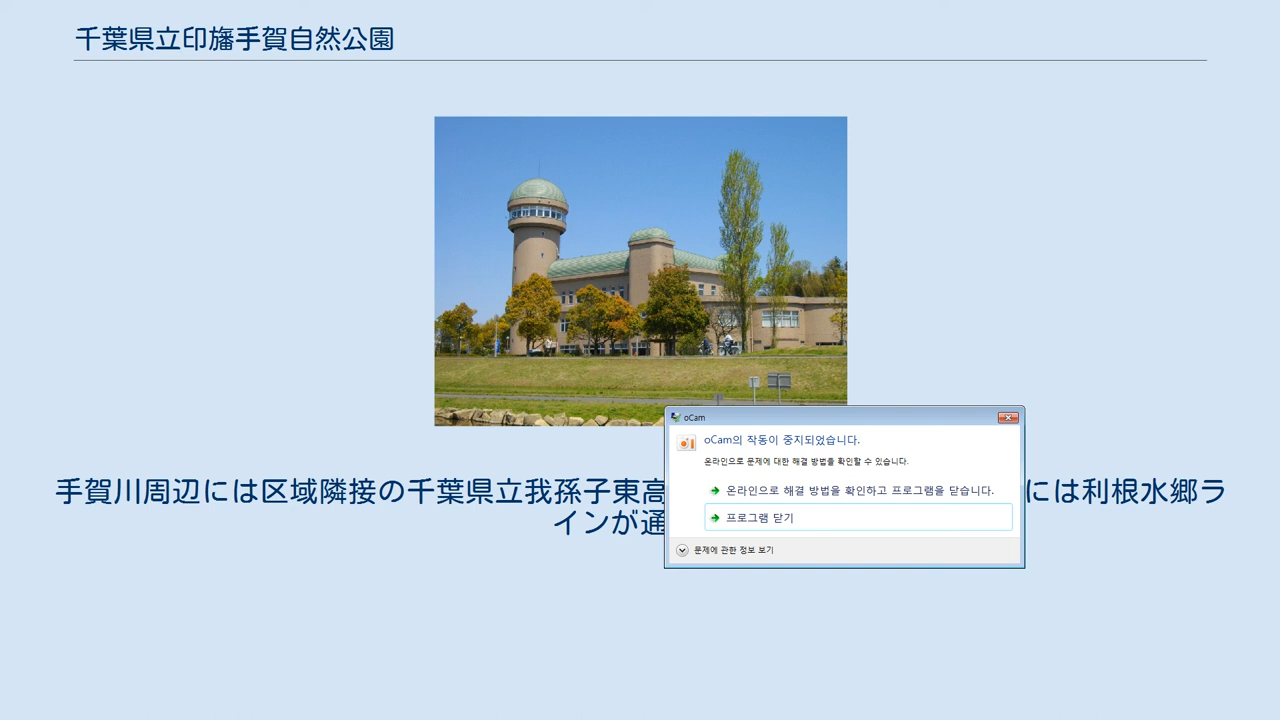 千葉県立印旛手賀自然公園
手賀川周辺には区域隣接の千葉県立我孫子東高
には利根水郷ラ
インが通
oCam
oCam의 작동이 중지되었습니다.
온라인으로 문제에 대한 해결 방법을 확인할 수 있습니다.
온라인으로 해결 방법을 확인하고 프로그램을 닫습니다.
프로그램 닫기
문제에 관한 정보 보기